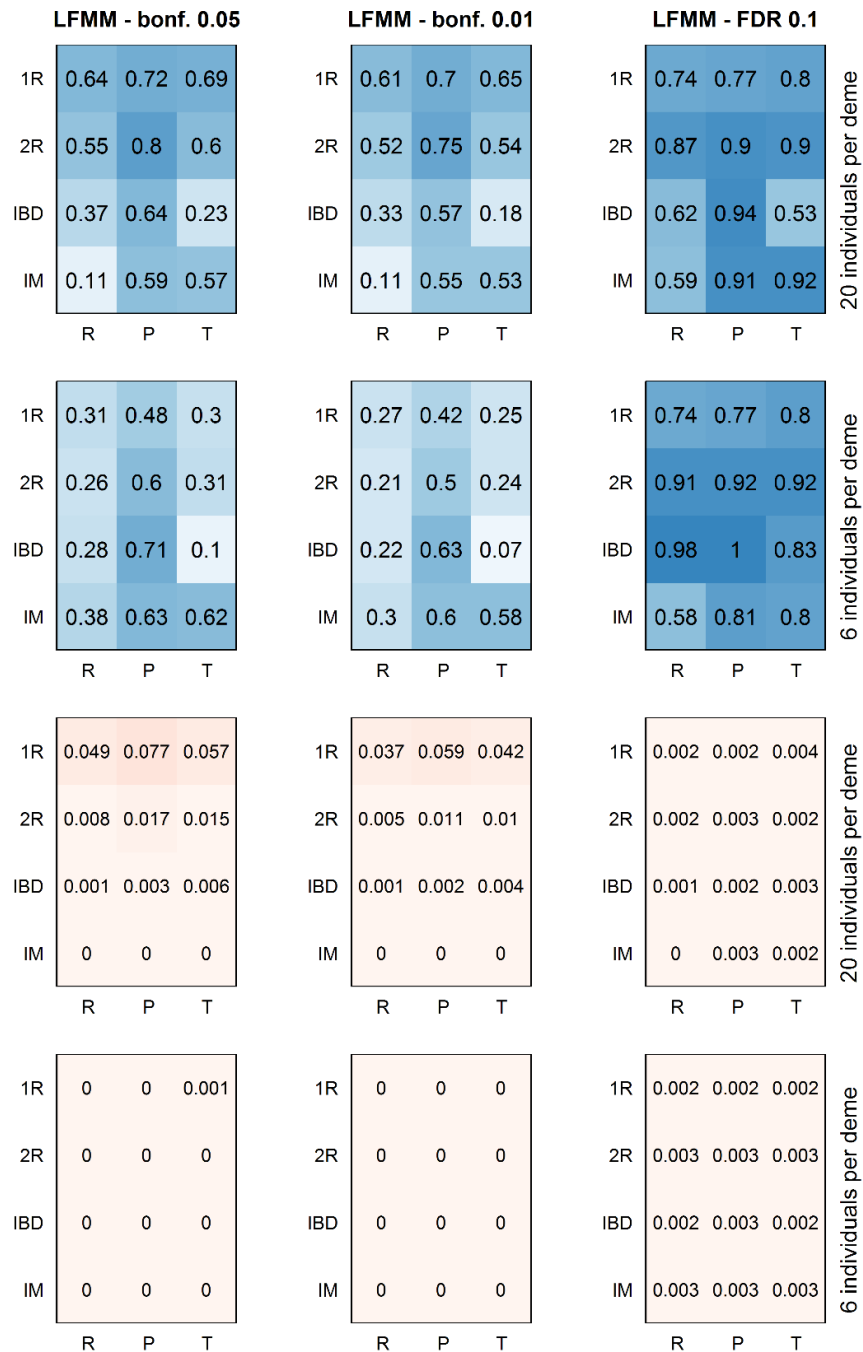 LFMM - bonf. 0.05 LFMM - bonf. 0.01 LFMM - FDR 0.1
1R 0.64 0.72 0.69 1R 0.61 0.7 0.65 1R 0.74 0.77 0.8
2R 0.55 0.8 0.6 2R 0.52 0.75 0.54 2R 0.87 0.9 0.9
IBD 0.37 0.64 0.23 IBD 0.33 0.57 0.18 IBD 0.62 0.94 0.53
IM 0.11 0.59 0.57 IM 0.11 0.55 0.53 IM 0.59 0.91 0.92
R P T R P T R P T
20 individuals per deme
1R 0.31 0.48 0.3 1R 0.27 0.42 0.25 1R 0.74 0.77 0.8
2R 0.26 0.6 0.31 2R 0.21 0.5 0.24 2R 0.91 0.92 0.92
IBD 0.28 0.71 0.1 IBD 0.22 0.63 0.07 IBD 0.98 1 0.83
IM 0.38 0.63 0.62 IM 0.3 0.6 0.58 IM 0.58 0.81 0.8
R P T R P T R P T
6 individuals per deme
1R 0.049 0.077 0.057 1R 0.037 0.059 0.042 1R 0.002 0.002 0.004
2R 0.008 0.017 0.015 2R 0.005 0.011 0.01 2R 0.002 0.003 0.002
IBD 0.001 0.003 0.006 IBD 0.001 0.002 0.004 IBD 0.001 0.002 0.003
IM 0 0 0 IM 0 0 0 IM 0 0.003 0.002
R P T R P T R P T
20 individuals per deme
1R 0 0 0.001 1R 0 0 0 1R 0.002 0.002 0.002
2R 0 0 0 2R 0 0 0 2R 0.003 0.003 0.003
IBD 0 0 0 IBD 0 0 0 IBD 0.002 0.003 0.002
IM 0 0 0 IM 0 0 0 IM 0.003 0.003 0.003
R P T R P T R P T
6 individuals per deme